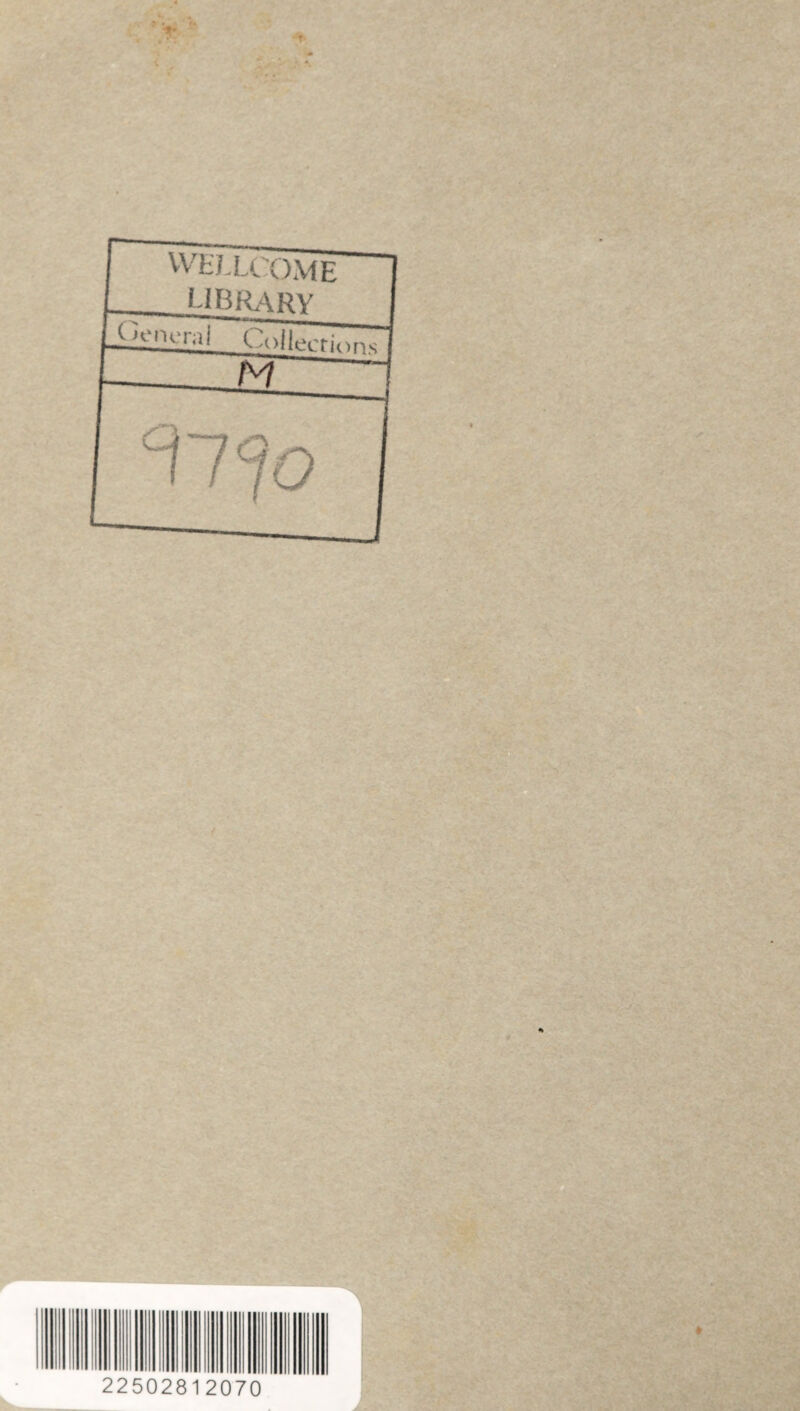 WELLCOME
LIBRARY
General Collections
M
9790
22502812070